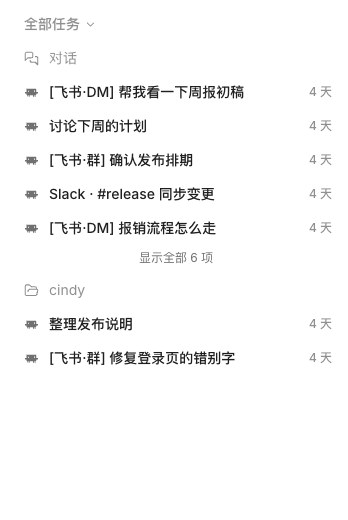 全部任务
对话
[飞书·DM] 帮我看一下周报初稿 4 天
讨论下周的计划 4 天
[飞书·群] 确认发布排期 4 天
Slack · #release 同步变更 4 天
[飞书·DM] 报销流程怎么走 4 天
显示全部 6 项
cindy
整理发布说明 4 天
[飞书·群] 修复登录页的错别字 4 天